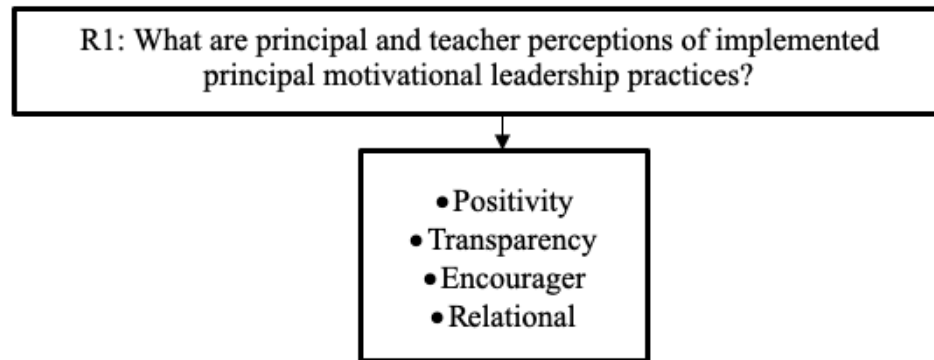 R1: What are principal and teacher perceptions of implemented
principal motivational leadership practices?
•Positivity
•Transparency
•Encourager
•Relational